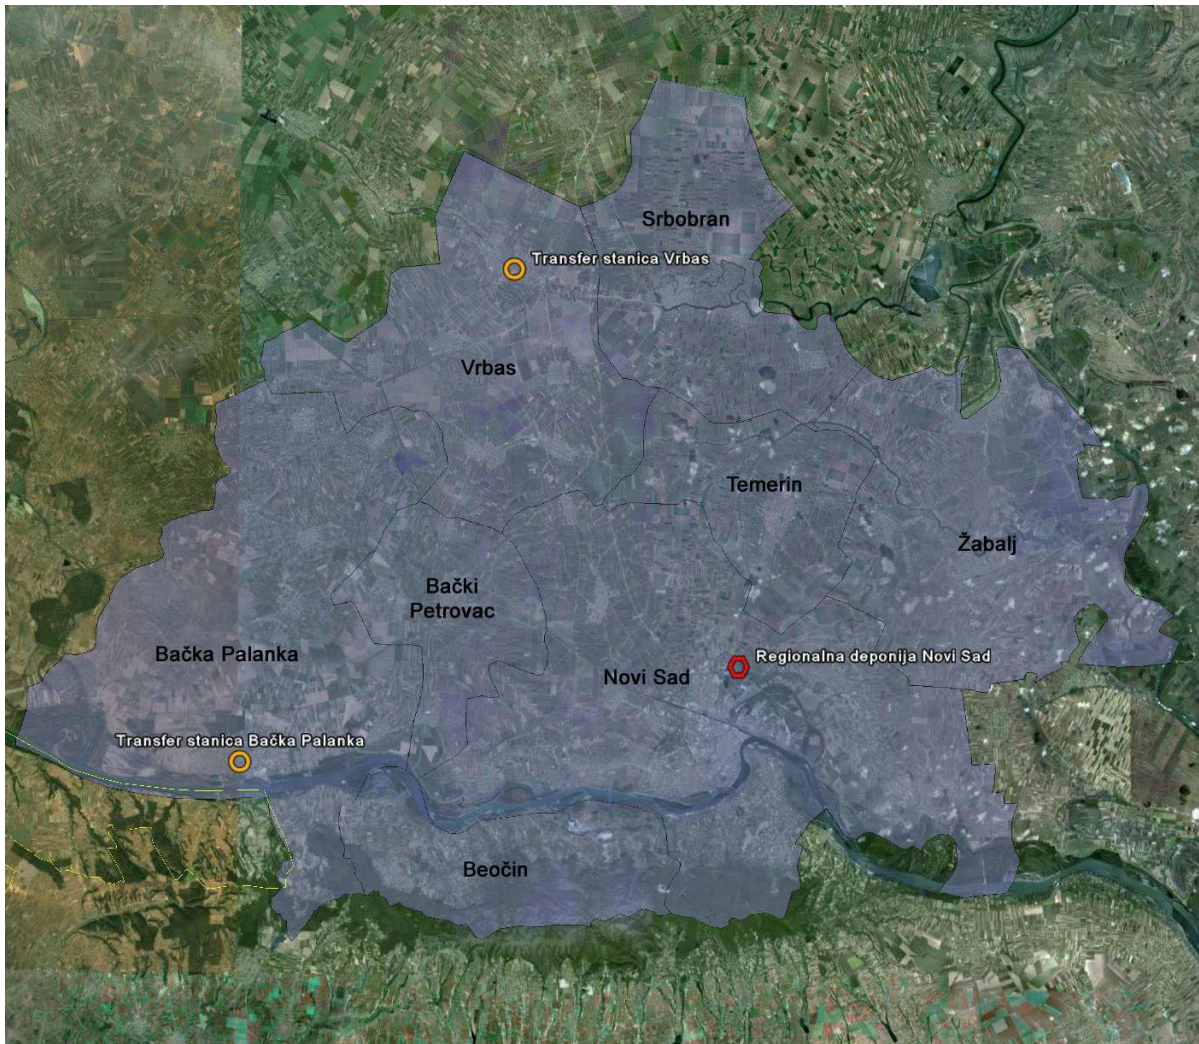 Srbobran
Transfer stanica Vrbas
Vrbas
Temerin
Žabalj
Bački
Petrovac
Bačka Palanka
Regionalna deponija Novi Sad
Novi Sad
Transfer stanica Bačka Palanka
Beočin